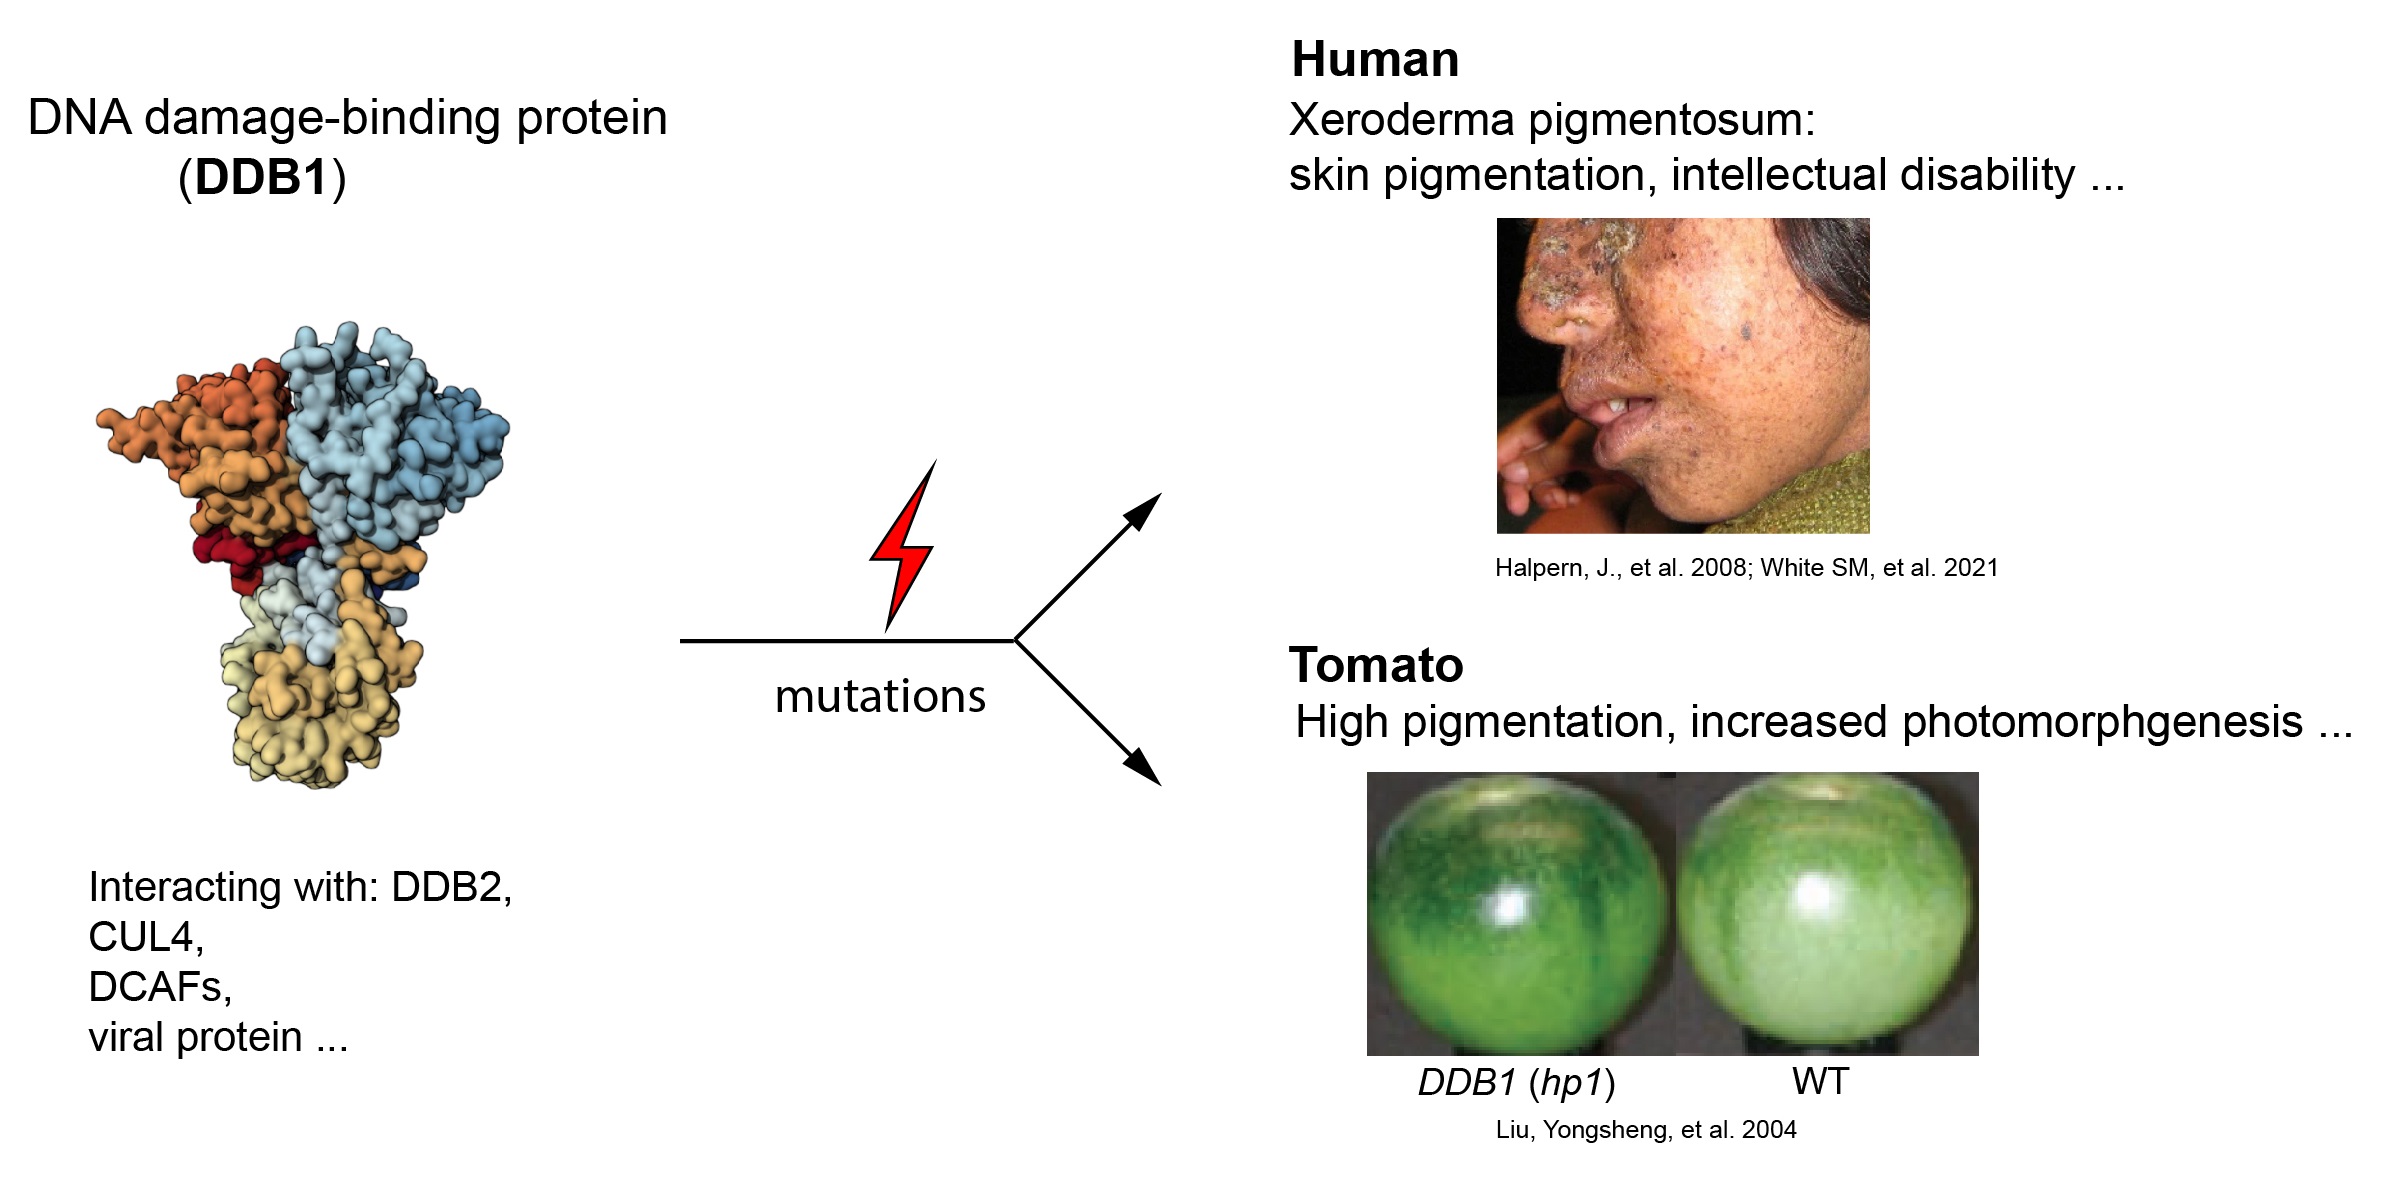 DNA damage-binding protein
(DDB1)
Interacting with: DDB2,
CUL4,
DCAFs,
viral protein ...
mutations
Human
Xeroderma pigmentosum:
skin pigmentation, intellectual disability ...
Halpern, J., et al. 2008; White SM, et al. 2021
Tomato
High pigmentation, increased photomorphgenesis ...
DDB1 (hp1)
WT
Liu, Yongsheng, et al. 2004